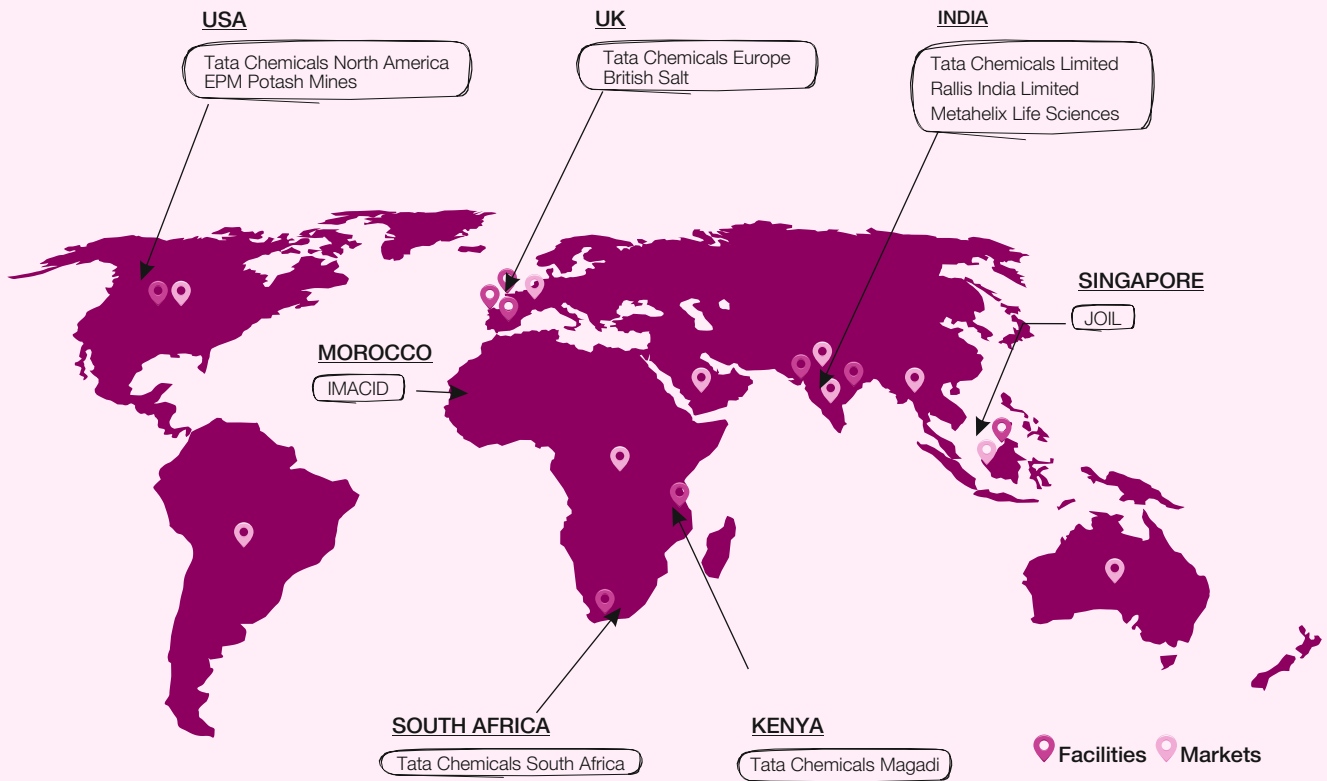 USA
Tata Chemicals North America
EPM Potash Mines
UK
Tata Chemicals Europe
British Salt
INDIA
Tata Chemicals Limited
Rallis India Limited
Metahelix Life Sciences
SINGAPORE
JOIL
MOROCCO
IMACID
SOUTH AFRICA
Tata Chemicals South Africa
KENYA
Tata Chemicals Magadi
Facilities
Markets